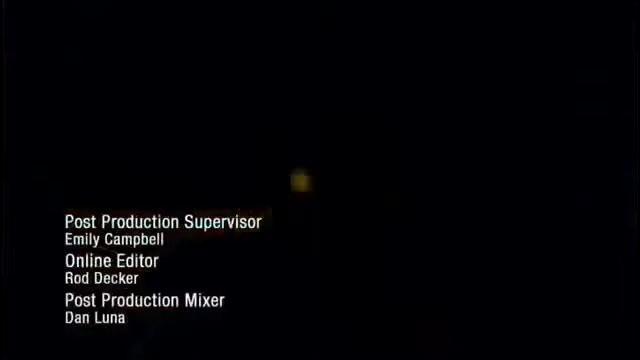 Post Production Supervisor
Emily Campbell
Online Editor
Rod Decker
Post Production Mixer
Dan Luna